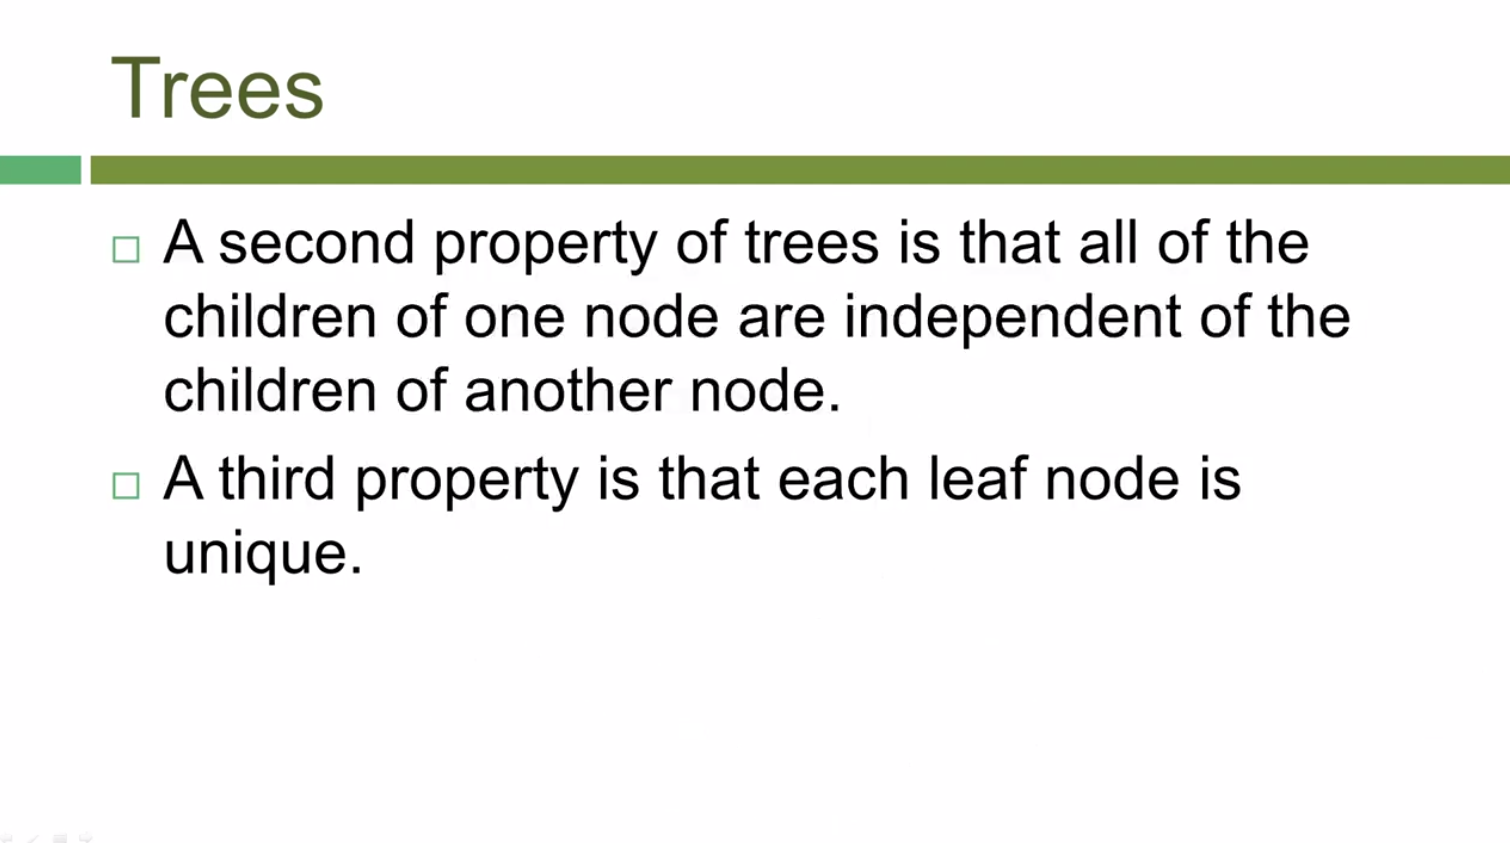 Trees
A second property of trees is that all of the
children of one node are independent of the
children of another node.
A third property is that each leaf node is
unique.